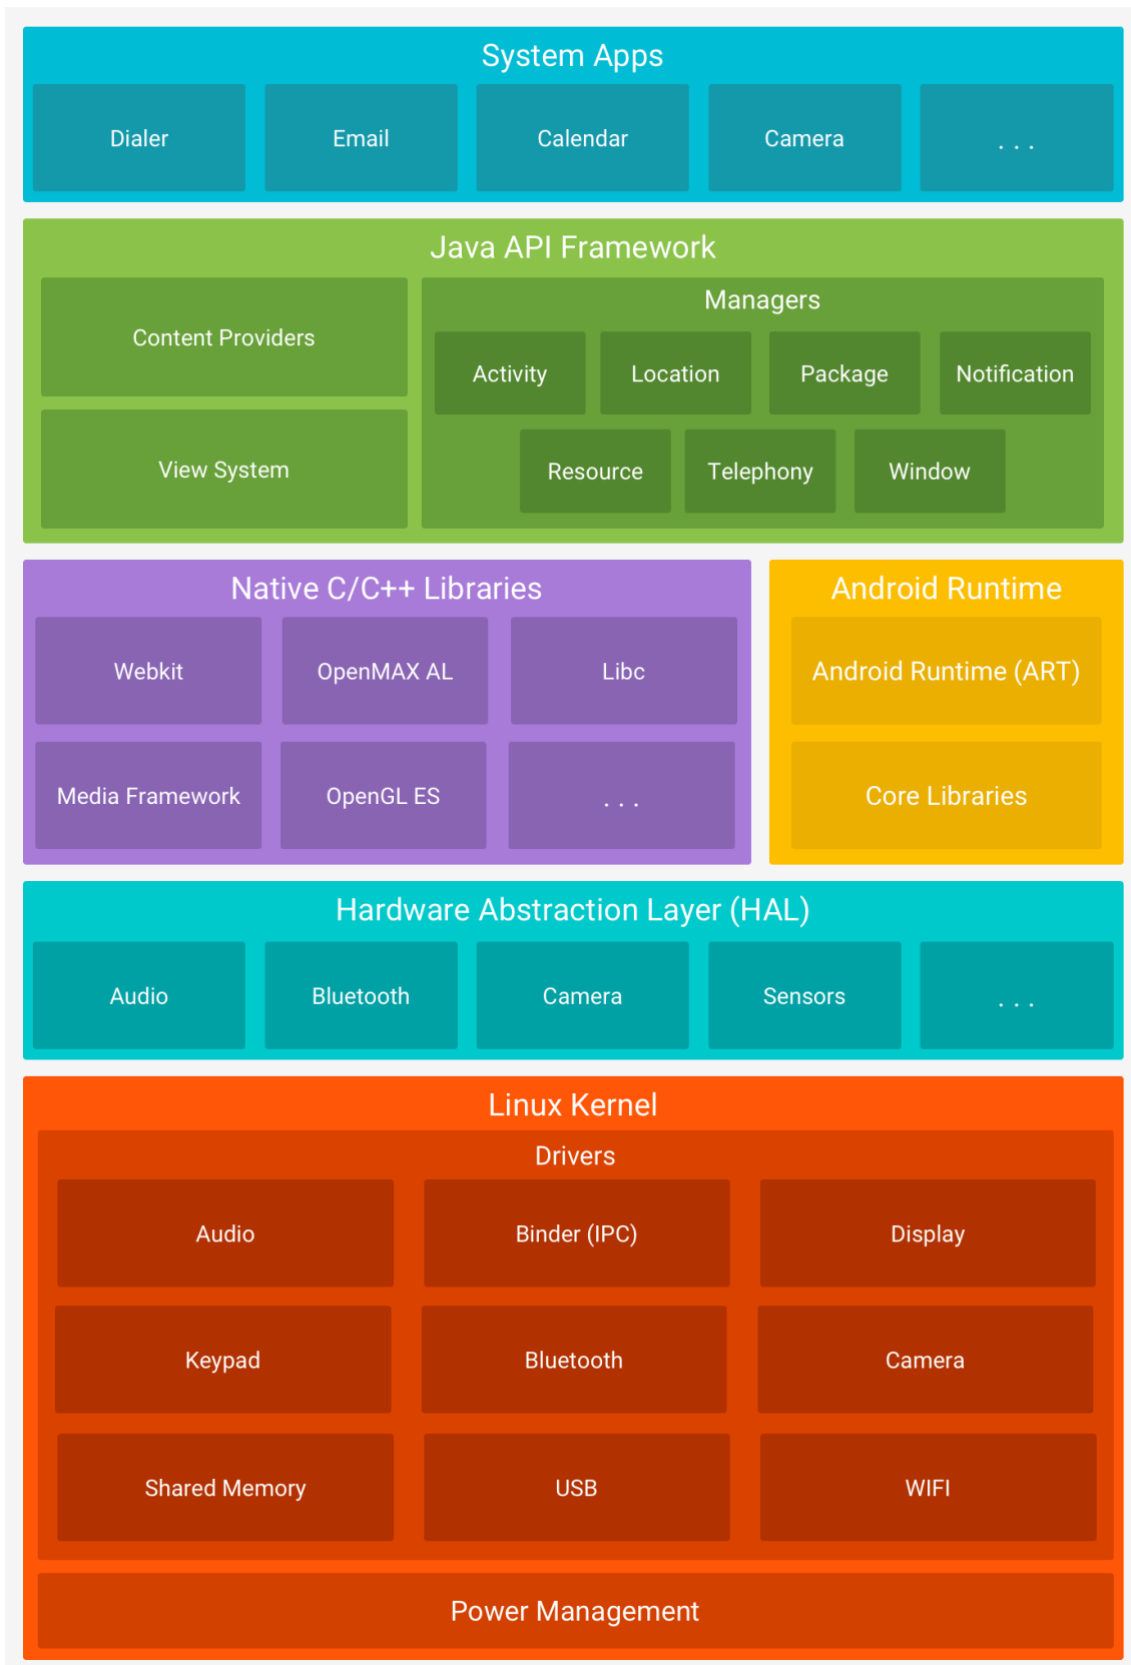 System Apps
Dialer
Email
Calendar
Camera
. . .
Java API Framework
Content Providers
View System
Managers
Activity
Location
Package
Notification
Resource
Telephony
Window
Native C/C++ Libraries
Webkit
OpenMAX AL
Libc
Media Framework
OpenGL ES
. . .
Android Runtime
Android Runtime (ART)
Core Libraries
Hardware Abstraction Layer (HAL)
Audio
Bluetooth
Camera
Sensors
. . .
Linux Kernel
Drivers
Audio
Binder (IPC)
Display
Keypad
Bluetooth
Camera
Shared Memory
USB
WIFI
Power Management